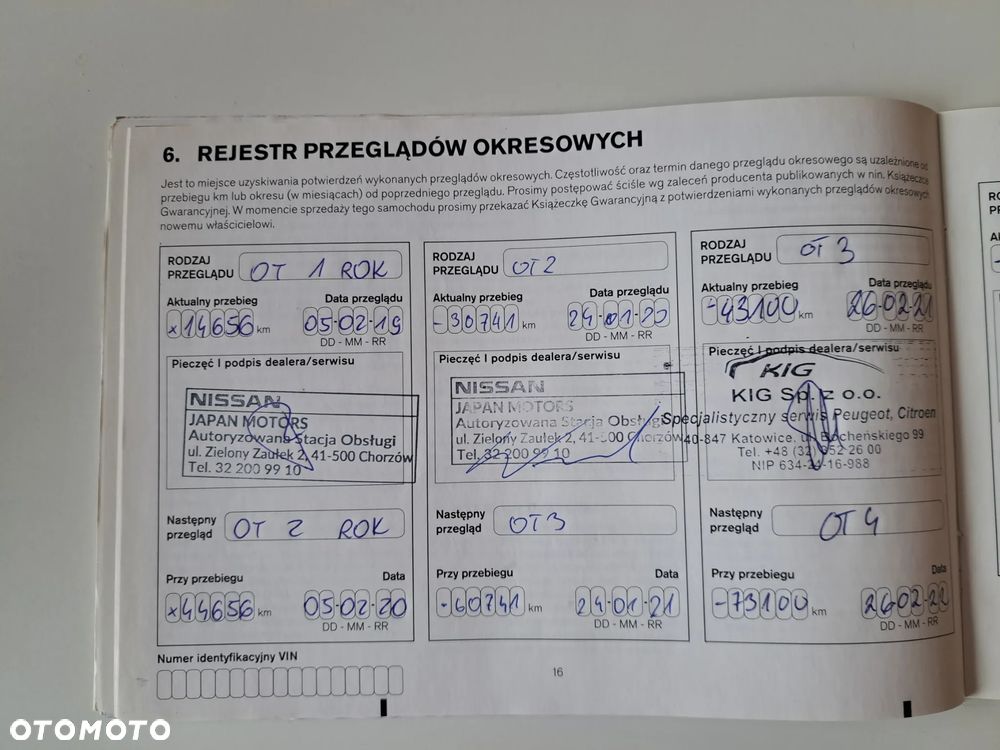 6. REJESTR PRZEGLĄDÓW OKRESOWYCH
Jest to miejsce uzyskiwania potwierdzeń wykonanych przeglądów okresowych. Częstotliwość oraz termin danego przeglądu okresowego są uzależnione od
przebiegu km lub okresu (w miesiącach) od poprzedniego przeglądu. Prosimy postępować ściśle wg zaleceń producenta publikowanych w nin. Książeczce
Gwarancyjnej. W momencie sprzedaży tego samochodu prosimy przekazać Książeczkę Gwarancyjną z potwierdzeniami wykonanych przeglądów okresowych
nowemu właścicielowi.
RODZAJ
PRZEGLĄDU OT 1 ROK
Aktualny przebieg Data przeglądu
x14656 km 05-02-19
DD - MM - RR
Pieczęć I podpis dealera/serwisu
NISSAN
JAPAN MOTORS
Autoryzowana Stacja Obsługi
ul. Zielony Zaułek 2, 41-500 Chorzów
Tel. 32 200 99 10
Następny
przegląd OT 2 ROK
Przy przebiegu Data
x44656 km 05-02-20
DD - MM - RR
RODZAJ
PRZEGLĄDU OT2
Aktualny przebieg Data przeglądu
-30741 km 24-01-20
DD - MM - RR
Pieczęć I podpis dealera/serwisu
NISSAN
JAPAN MOTORS
Autoryzowana Stacja Obsługi
ul. Zielony Zaułek 2, 41-500 Chorzów
Tel. 32 200 99 10
Następny
przegląd OT3
Przy przebiegu Data
-60741 km 24-01-21
DD - MM - RR
RODZAJ
PRZEGLĄDU OT 3
Aktualny przebieg Data przeglądu
-43100 km 26-02-21
DD - MM - RR
Pieczęć I podpis dealera/serwisu
KIG
KIG Sp. z o.o.
Specjalistyczny serwis Peugeot, Citroen
40-847 Katowice, ul. Bocheńskiego 99
Tel. +48 (32) 252 26 00
NIP 634-24-16-988
Następny
przegląd OT 4
Przy przebiegu Data
-73100 km 26-02-22
DD - MM - RR
Numer identyfikacyjny VIN
16
OTOMOTO